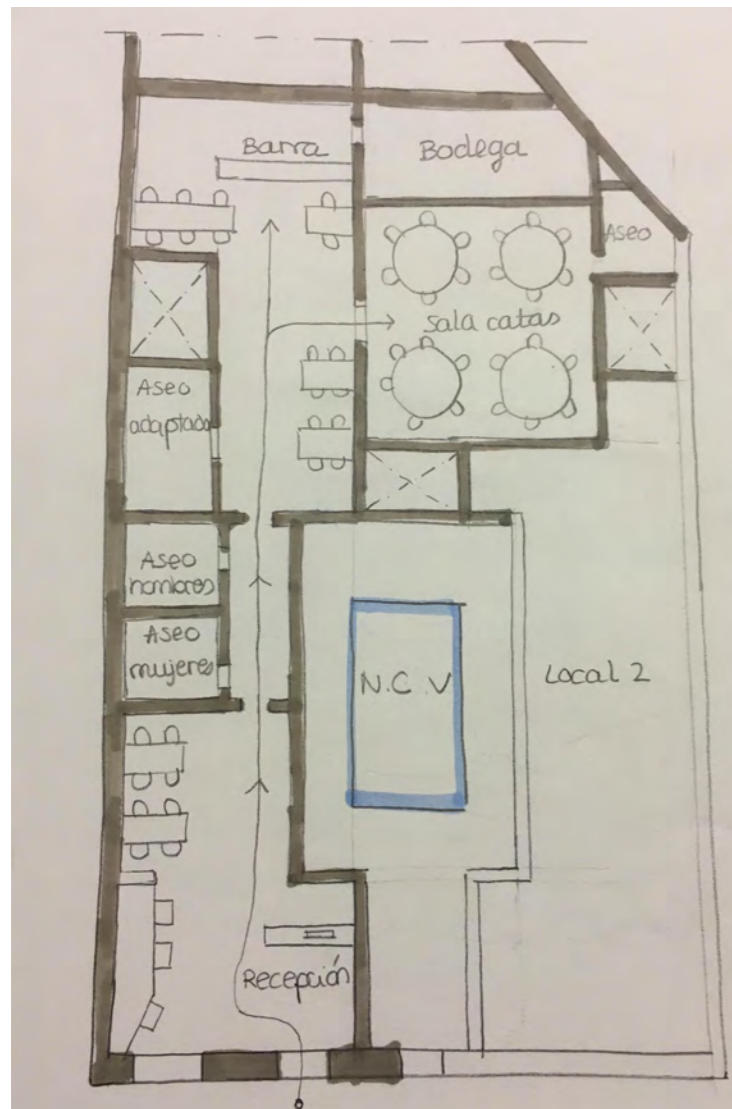 Barra
Bodega
Aseo
Sala catas
Aseo
adaptado
Aseo
hombres
Aseo
mujeres
N.C.V
Local 2
Recepción